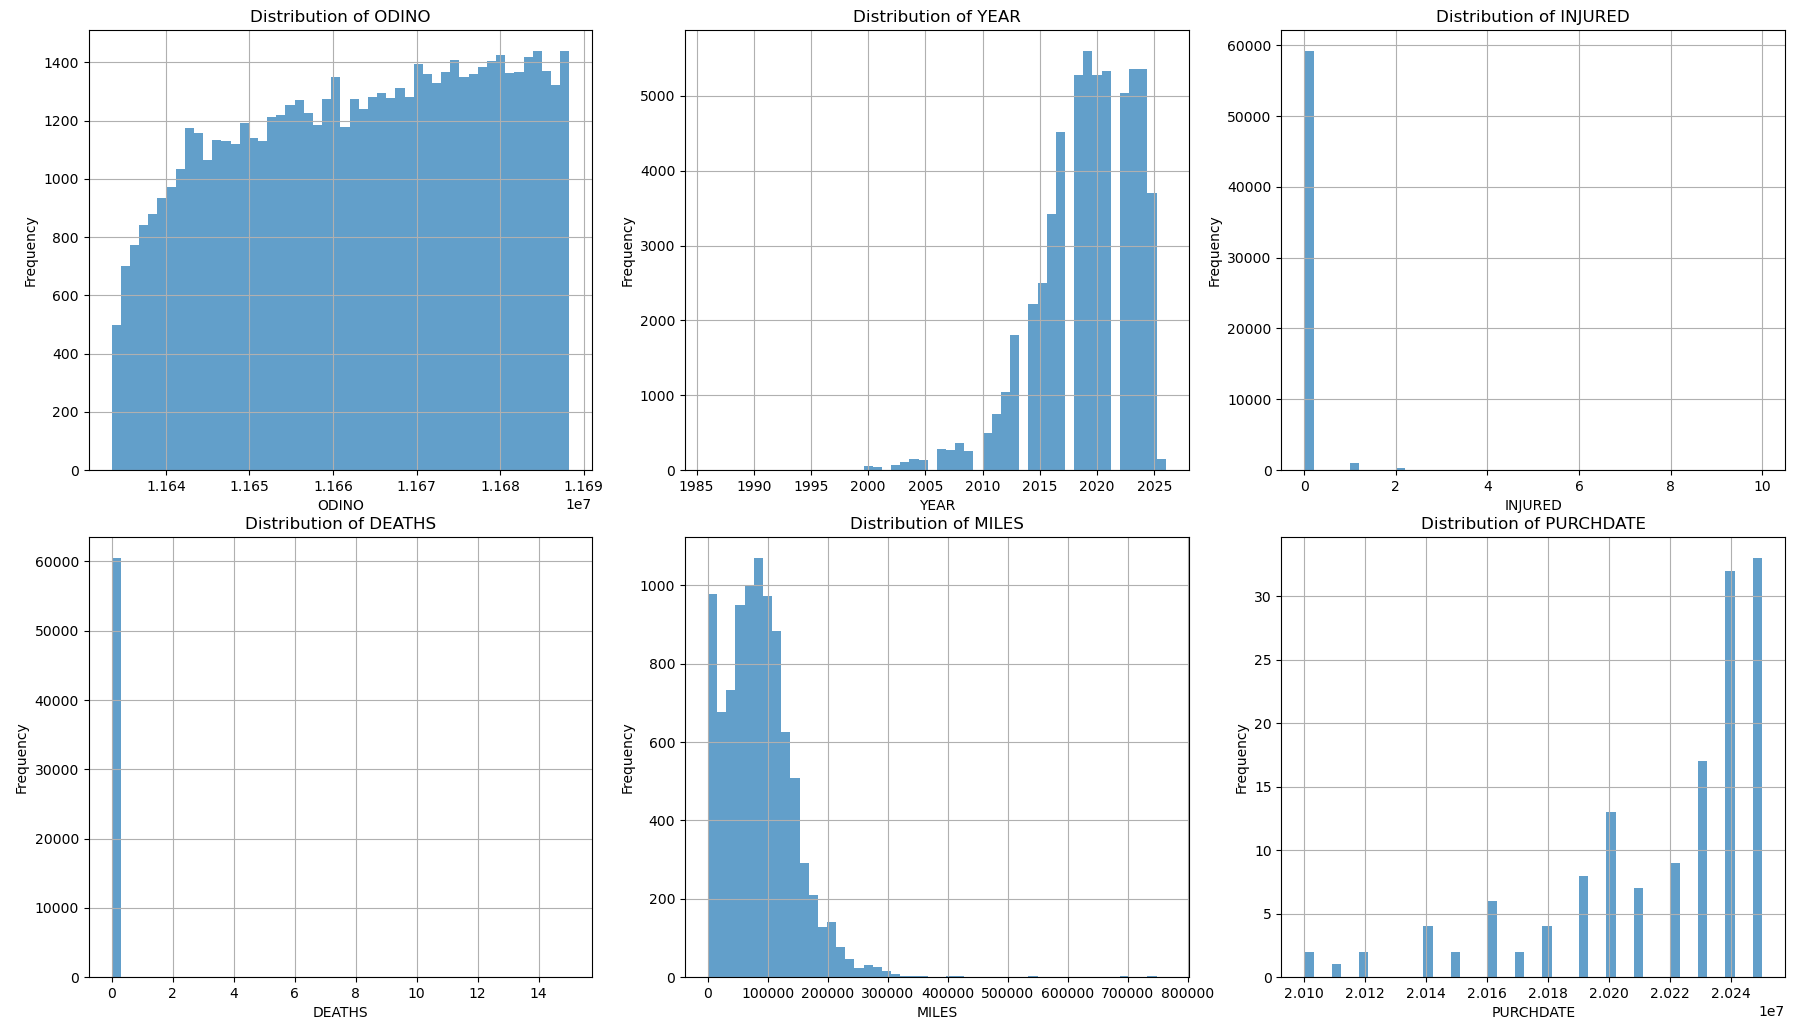 Distribution of ODINO
Frequency
1400
1200
1000
800
600
400
200
0
1.164 1.165 1.166 1.167 1.168 1.169
1e7
ODINO
Distribution of YEAR
Frequency
5000
4000
3000
2000
1000
0
1985 1990 1995 2000 2005 2010 2015 2020 2025
YEAR
Distribution of INJURED
Frequency
60000
50000
40000
30000
20000
10000
0
0 2 4 6 8 10
INJURED
Distribution of DEATHS
Frequency
60000
50000
40000
30000
20000
10000
0
0 2 4 6 8 10 12 14
DEATHS
Distribution of MILES
Frequency
1000
800
600
400
200
0
0 100000 200000 300000 400000 500000 600000 700000 800000
MILES
Distribution of PURCHDATE
Frequency
30
25
20
15
10
5
0
2.010 2.012 2.014 2.016 2.018 2.020 2.022 2.024
1e7
PURCHDATE